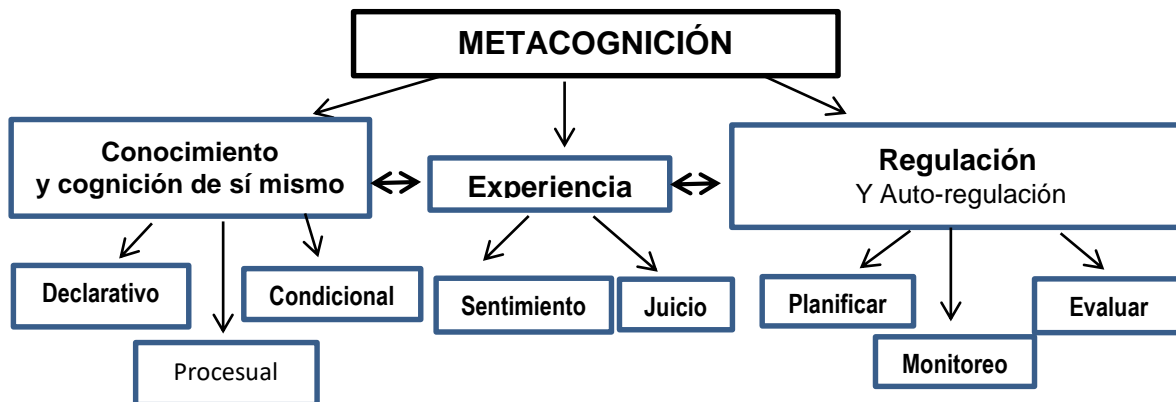 METACOGNICIÓN
Conocimiento
y cognición de sí mismo
Experiencia
Regulación
Y Auto-regulación
Declarativo
Condicional
Procesual
Sentimiento
Juicio
Planificar
Evaluar
Monitoreo